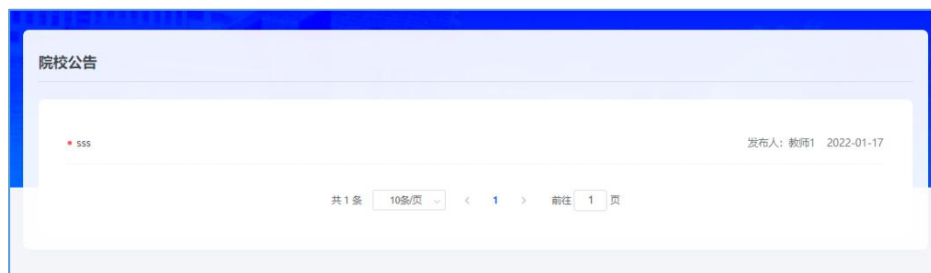 院校公告
sss 发布人：教师1 2022-01-17
共 1 条 10条/页 1 前往 1 页